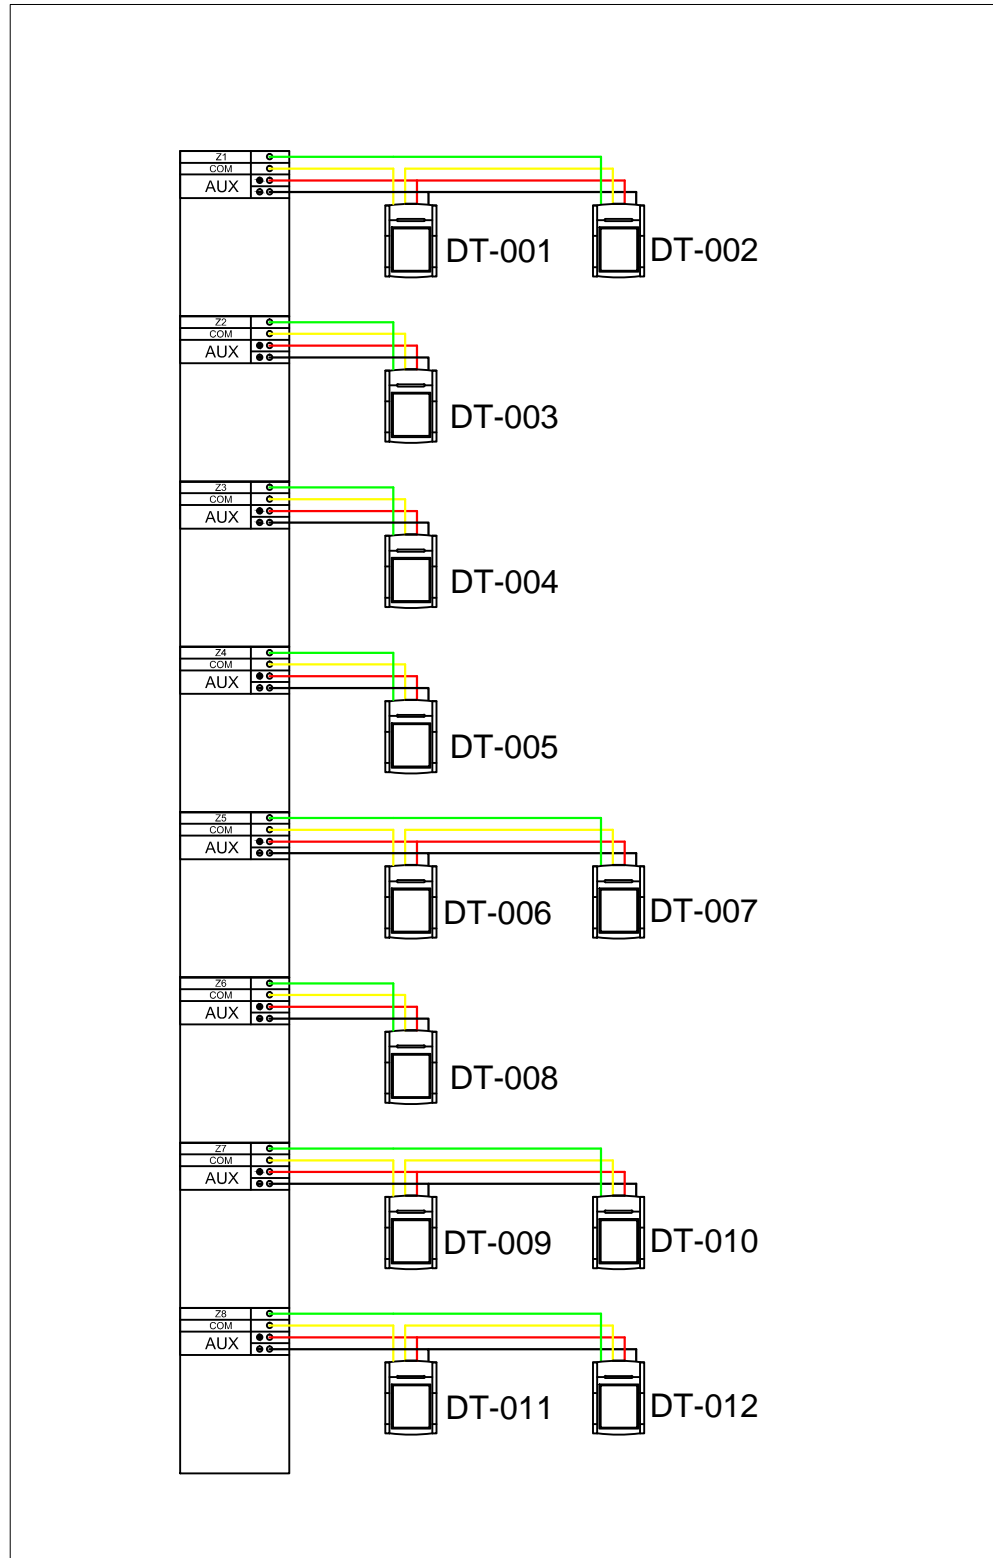 Z1
COM
AUX
DT-001
DT-002
Z2
COM
AUX
DT-003
Z3
COM
AUX
DT-004
Z4
COM
AUX
DT-005
Z5
COM
AUX
DT-006
DT-007
Z6
COM
AUX
DT-008
Z7
COM
AUX
DT-009
DT-010
Z8
COM
AUX
DT-011
DT-012